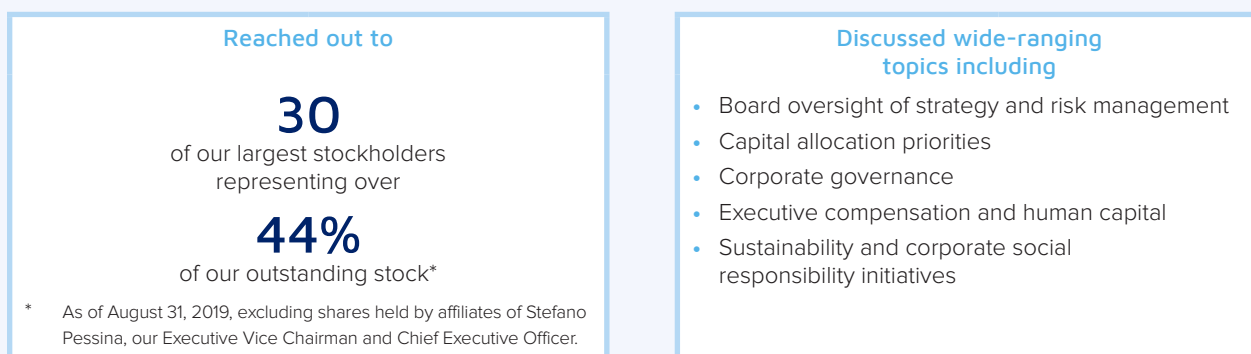 Reached out to
30
of our largest stockholders
representing over
44%
of our outstanding stock*
* As of August 31, 2019, excluding shares held by affiliates of Stefano
Pessina, our Executive Vice Chairman and Chief Executive Officer.
Discussed wide-ranging
topics including
• Board oversight of strategy and risk management
• Capital allocation priorities
• Corporate governance
• Executive compensation and human capital
• Sustainability and corporate social
responsibility initiatives